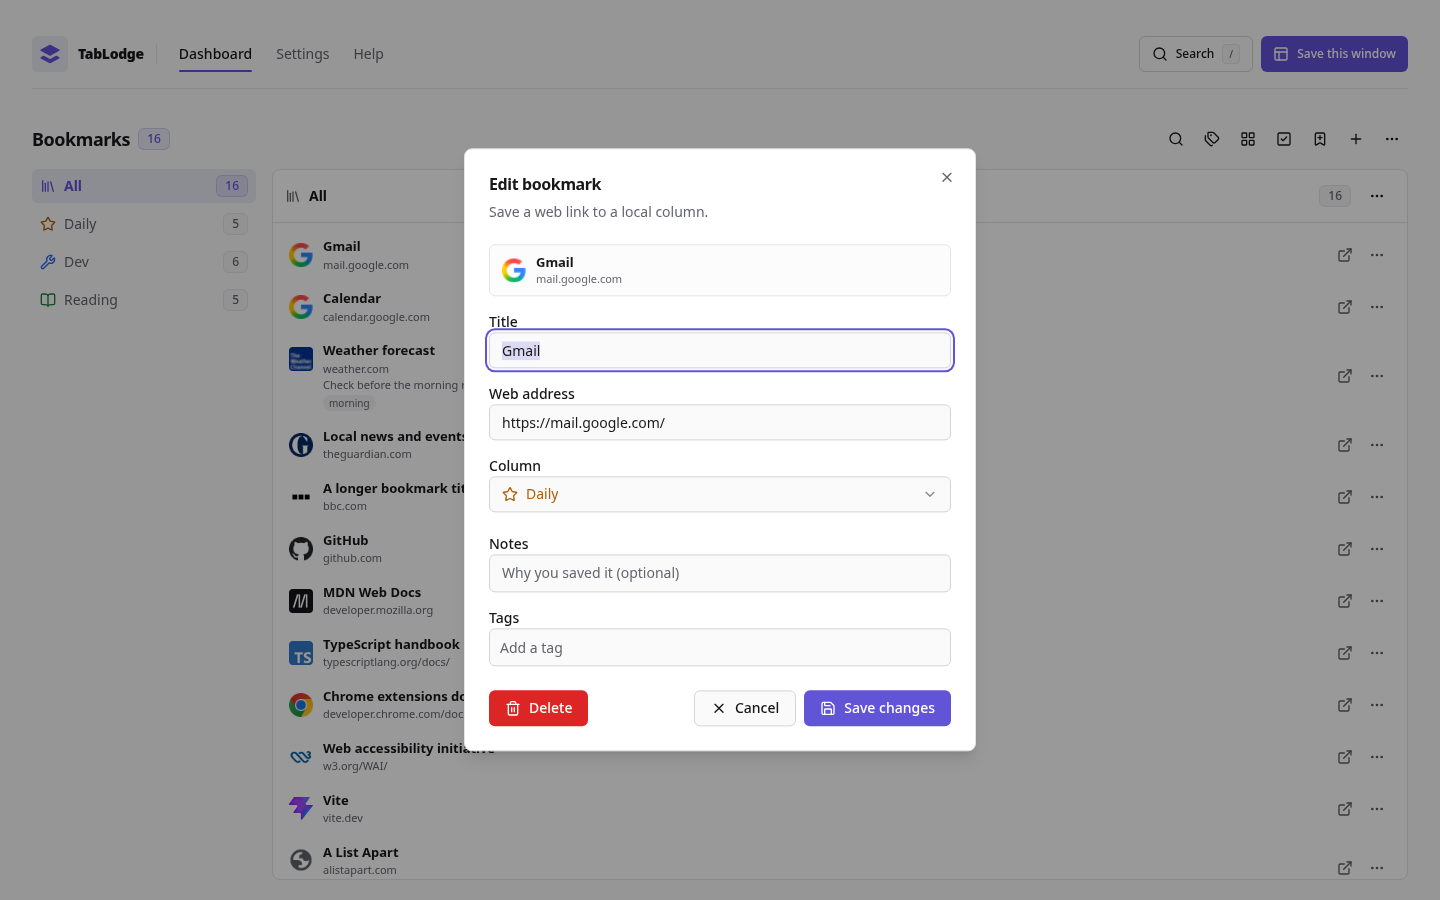 TabLodge
Dashboard
Settings
Help
Search /
Save this window
Bookmarks 16
All 16
Daily 5
Dev 6
Reading 5
All 16
Gmail
mail.google.com
Calendar
calendar.google.com
Weather forecast
weather.com
Check before the morning
morning
Local news and events
theguardian.com
A longer bookmark
bbc.com
GitHub
github.com
MDN Web Docs
developer.mozilla.org
TypeScript handbook
typescriptlang.org/docs/
Chrome extensions
developer.chrome.com/doc
Web accessibility initiative
w3.org/WAI/
Vite
vite.dev
A List Apart
alistapart.com
Edit bookmark
Save a web link to a local column.
Gmail
mail.google.com
Title
Gmail
Web address
https://mail.google.com/
Column
Daily
Notes
Why you saved it (optional)
Tags
Add a tag
Delete
Cancel
Save changes